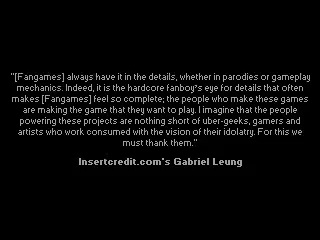 "[Fangames] always have it in the details, whether in parodies or gameplay
mechanics. Indeed, it is the hardcore fanboy's eye for details that often
makes [Fangames] feel so complete; the people who make these games
are making the game that they want to play. I imagine that the people
powering these projects are nothing short of uber-geeks, gamers and
artists who work consumed with the vision of their idolatry. For this we
must thank them."
Insertcredit.com's Gabriel Leung